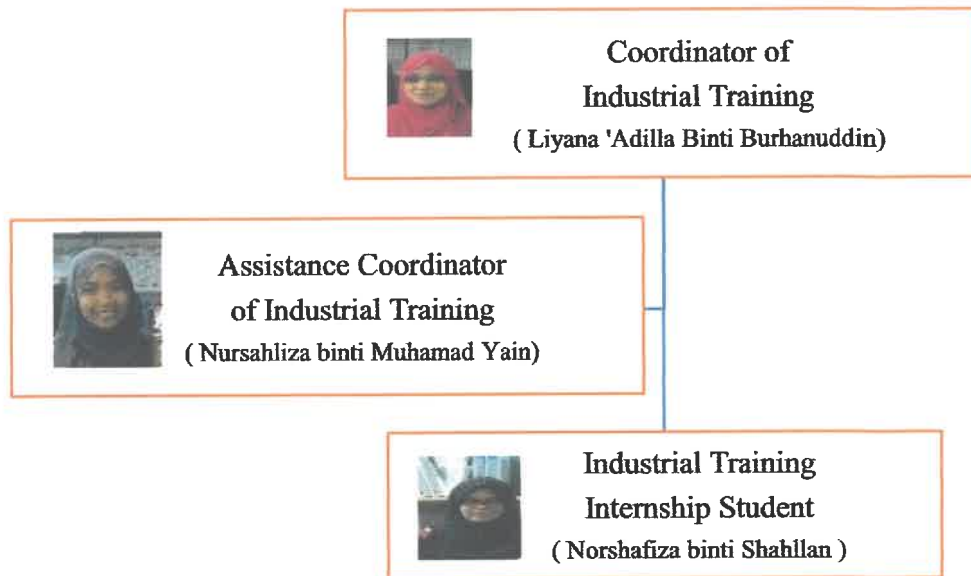 Coordinator of
Industrial Training
( Liyana 'Adilla Binti Burhanuddin)
Assistance Coordinator
of Industrial Training
( Nursahliza binti Muhamad Yain)
Industrial Training
Internship Student
( Norshafiza binti Shahllan )